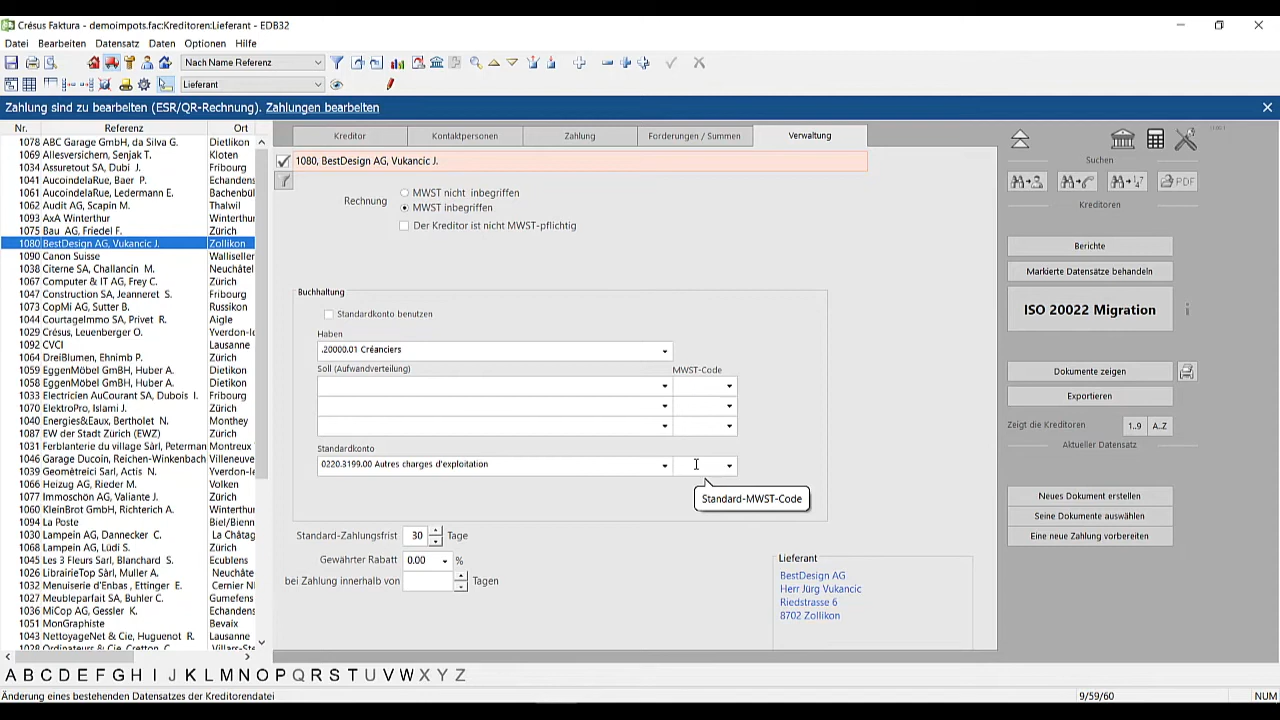 Crésus Faktura - demoimpots.fac:Kreditoren:Lieferant - EDB32
Datei Bearbeiten Datensatz Daten Optionen Hilfe
Nach Name Referenz
Lieferant
Zahlung sind zu bearbeiten (ESR/QR-Rechnung). Zahlungen bearbeiten
Nr. Referenz Ort
1078 ABC Garage GmbH, da Silva G. Dietlikon
1069 Allesversichern, Senjak T. Kloten
1034 Assuretout SA, Dubi J. Fribourg
1041 AucoindelaRue, Baer P. Echandens
1061 AucoindelaRue, Ledermann E. Bachenbül
1062 Audit AG, Scapin M. Thalwil
1093 AxA Winterthur Winterthur
1075 Bau AG, Friedel F. Zürich
1080 BestDesign AG, Vukancic J. Zollikon
1090 Canon Suisse Walliseller
1038 Citerne SA, Challancin M. Neuchâtel
1067 Computer & IT AG, Frey C. Zürich
1047 Construction SA, Jeanneret S. Fribourg
1073 CopMi AG, Sutter B. Russikon
1044 CourtageImmo SA, Privet R. Aigle
1029 Crésus, Leuenberger O. Yverdon-le
1092 CVCI Lausanne
1064 DreiBlumen, Ehnimb P. Zürich
1059 EggenMöbel GmbH, Huber A. Dietikon
1058 EggenMöbel GmbH, Huber A. Dietikon
1033 Electricien AuCourant SA, Dubois I. Fribourg
1070 ElektroPro, Islami J. Zürich
1040 Energies&Eaux, Bertholet N. Monthey
1087 EW der Stadt Zürich (EWZ) Zürich
1031 Ferblanterie du village Sàrl, Peterman Montreux
1046 Garage Ducoin, Reichen-Winkenbach Villeneuve
1039 Geométreici Sarl, Actis N. Yverdon-le
1066 Heizug AG, Rieder M. Volken
1077 Immoschön AG, Valiante J. Zürich
1060 KleinBrot GmbH, Richterich A. Winterthur
1094 La Poste Biel/Bien
1030 Lampein AG, Dannecker C. La Châtag
1068 Lampein AG, Lüdi S. Zürich
1045 Les 3 Fleurs Sarl, Blanchard S. Ecublens
1026 LibrairieTop Sàrl, Muller A. Neuchâte
1032 Menuiserie d'Enbas , Ettinger E. Cernier NE
1027 Meubleparfait SA, Buhler C. Gumefens
1036 MiCop AG, Gessler K. Echandens
1051 MonGraphiste Bevaix
1043 NettoyageNet & Cie, Huguenot R. Lausanne
Kreditor Kontaktpersonen Zahlung Forderungen / Summen Verwaltung
1080, BestDesign AG, Vukancic J.
Rechnung
MWST nicht inbegriffen
MWST inbegriffen
Der Kreditor ist nicht MWST-pflichtig
Buchhaltung
Standardkonto benutzen
Haben
.20000.01 Créanciers
Soll (Aufwandverteilung) MWST-Code
Standardkonto
0220.3199.00 Autres charges d'exploitation
Standard-MWST-Code
Standard-Zahlungsfrist 30 Tage
Gewährter Rabatt 0.00 %
bei Zahlung innerhalb von Tagen
Lieferant
BestDesign AG
Herr Jürg Vukancic
Riedstrasse 6
8702 Zollikon
Suchen
PDF
Kreditoren
Berichte
Markierte Datensätze behandeln
ISO 20022 Migration i
Dokumente zeigen
Exportieren
Zeigt die Kreditoren 1..9 A..Z
Aktueller Datensatz
Neues Dokument erstellen
Seine Dokumente auswählen
Eine neue Zahlung vorbereiten
A B C D E F G H I J K L M N O P Q R S T U V W X Y Z
Änderung eines bestehenden Datensatzes der Kreditorendatei 9/59/60 NUM